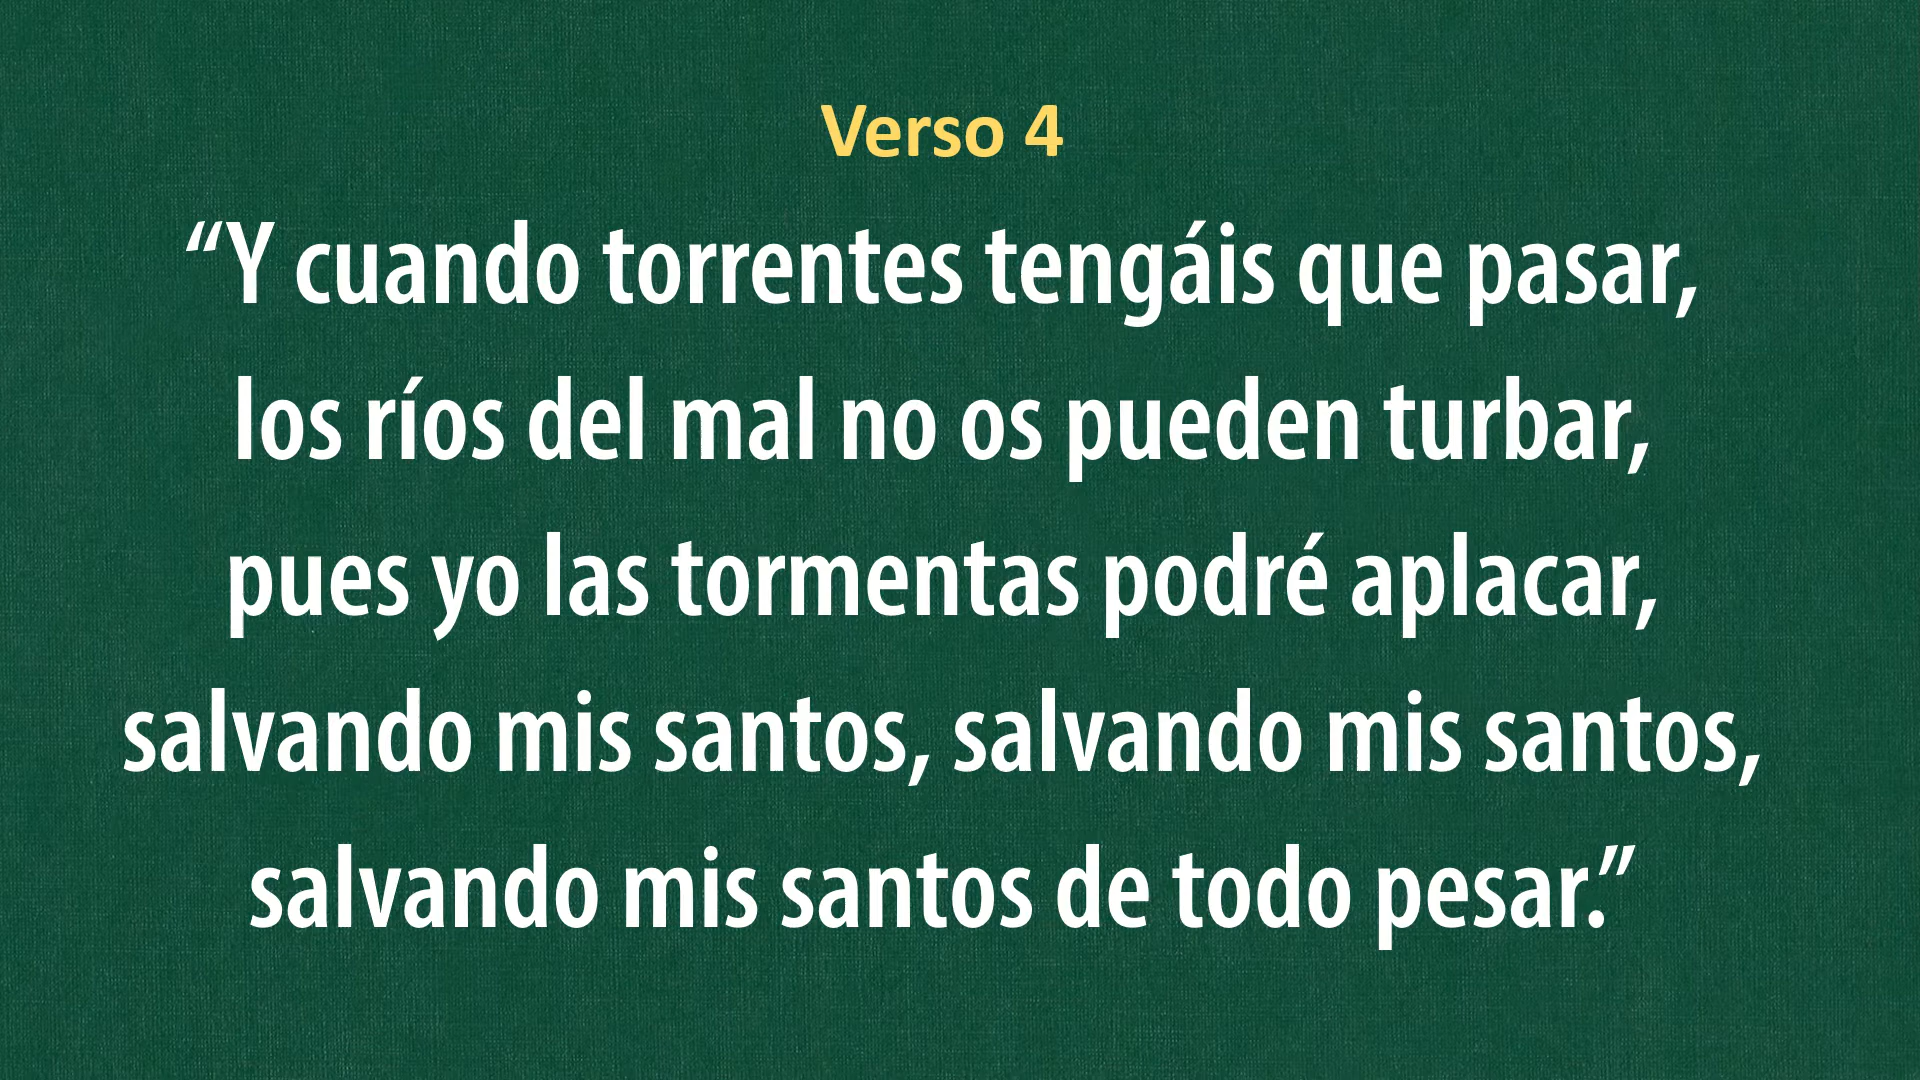 Verso 4
“Y cuando torrentes tengáis que pasar,
los ríos del mal no os pueden turbar,
pues yo las tormentas podré aplacar,
salvando mis santos, salvando mis santos,
salvando mis santos de todo pesar.”